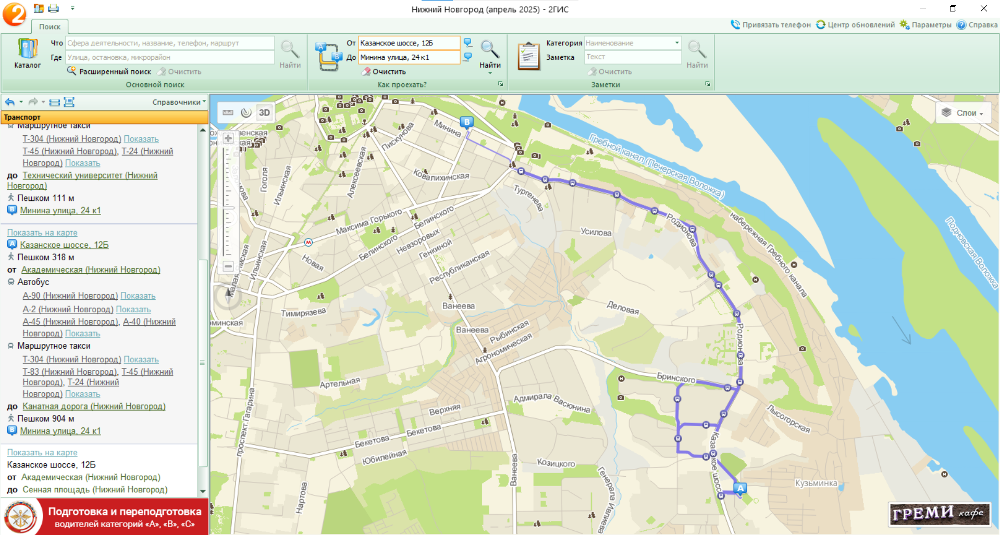 Нижний Новгород (апрель 2025) - 2ГИС
Поиск
Привязать телефон
Центр обновлений
Параметры
Справка
Каталог
Что
Сфера деятельности, название, телефон, маршрут
Где
Улица, остановка, микрорайон
Найти
Расширенный поиск
Очистить
Основной поиск
От
Казанское шоссе, 12Б
До
Минина улица, 24 к1
Найти
Очистить
Как проехать?
Категория
Наименование
Заметка
Текст
Найти
Очистить
Заметки
Справочники
Транспорт
Маршрутное такси
Т-304 (Нижний Новгород) Показать
Т-45 (Нижний Новгород), Т-24 (Нижний
Новгород) Показать
до Технический университет (Нижний
Новгород)
Пешком 111 м
B Минина улица, 24 к1
Показать на карте
A Казанское шоссе, 12Б
Пешком 318 м
от Академическая (Нижний Новгород)
Автобус
А-90 (Нижний Новгород) Показать
А-2 (Нижний Новгород) Показать
А-45 (Нижний Новгород), А-40 (Нижний
Новгород) Показать
Маршрутное такси
Т-304 (Нижний Новгород) Показать
Т-83 (Нижний Новгород), Т-45 (Нижний
Новгород), Т-24 (Нижний
Новгород) Показать
до Канатная дорога (Нижний Новгород)
Пешком 904 м
B Минина улица, 24 к1
Показать на карте
Казанское шоссе, 12Б
от Академическая (Нижний Новгород)
до Сенная площадь (Нижний Новгород)
Подготовка и переподготовка
водителей категорий «А», «В», «С»
3D
Слои
B
Минина
Пискунова
Гребной канал (Печерская Воложка)
Алексеевская
Гоголя
Ильинская
Ковалихинская
Тургенева
Максима Горького
Белинского
Родионова
набережная Гребного канала
Подновская Воложка
Усилова
М
Белинского
Невзоровых
Генкиной
Новая
Ильинская
Республиканская
Ванеева
Деловая
Тимирязева
Ванеева
Рыбинская
Агрономическая
Родионова
Артельная
Бринского
Адмирала Васюнина
Верхняя
Лысогорская
проспект Гагарина
Бекетова
Бекетова
Юбилейная
Казанское шоссе
Козицкого
Ванеева
Нартова
Генерала Ивлиева
Кузьминка
A
ГРЕМИ кафе